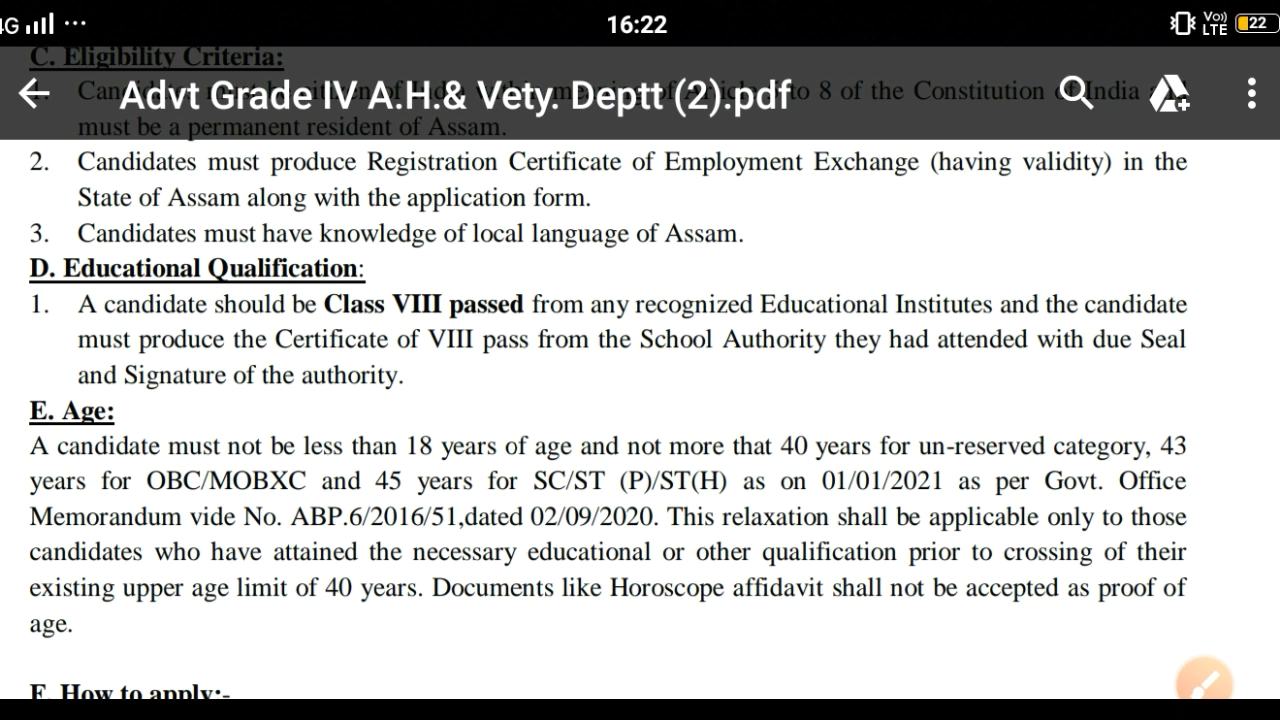 16:22
Vo)
LTE
22
C. Eligibility Criteria:
Advt Grade IV A.H.& Vety. Deptt (2).pdf
to 8 of the Constitution of India
must be a permanent resident of Assam.
2. Candidates must produce Registration Certificate of Employment Exchange (having validity) in the
State of Assam along with the application form.
3. Candidates must have knowledge of local language of Assam.
D. Educational Qualification:
1. A candidate should be Class VIII passed from any recognized Educational Institutes and the candidate
must produce the Certificate of VIII pass from the School Authority they had attended with due Seal
and Signature of the authority.
E. Age:
A candidate must not be less than 18 years of age and not more that 40 years for un-reserved category, 43
years for OBC/MOBXC and 45 years for SC/ST (P)/ST(H) as on 01/01/2021 as per Govt. Office
Memorandum vide No. ABP.6/2016/51,dated 02/09/2020. This relaxation shall be applicable only to those
candidates who have attained the necessary educational or other qualification prior to crossing of their
existing upper age limit of 40 years. Documents like Horoscope affidavit shall not be accepted as proof of
age.
F. How to apply:-